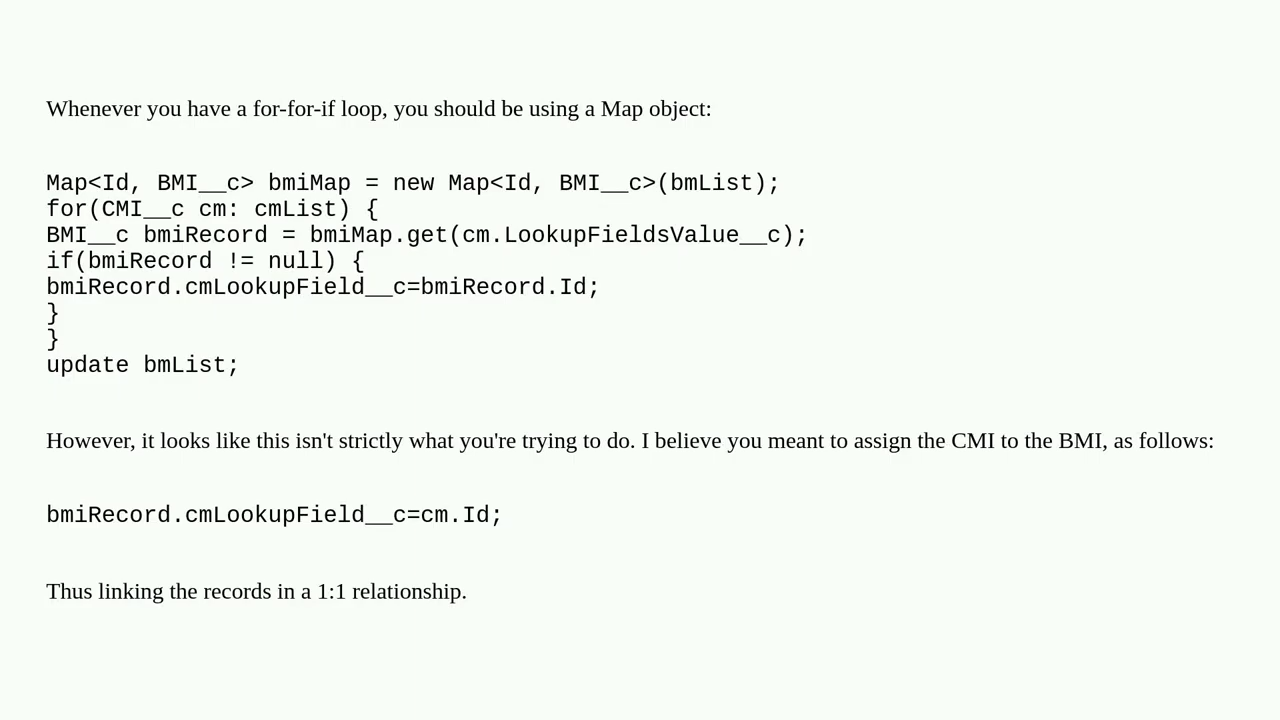 Whenever you have a for-for-if loop, you should be using a Map object:
Map<Id, BMI__c> bmiMap = new Map<Id, BMI__c>(bmList);
for(CMI__c cm: cmList) {
BMI__c bmiRecord = bmiMap.get(cm.LookupFieldsValue__c);
if(bmiRecord != null) {
bmiRecord.cmLookupField__c=bmiRecord.Id;
}
}
update bmList;
However, it looks like this isn't strictly what you're trying to do. I believe you meant to assign the CMI to the BMI, as follows:
bmiRecord.cmLookupField__c=cm.Id;
Thus linking the records in a 1:1 relationship.